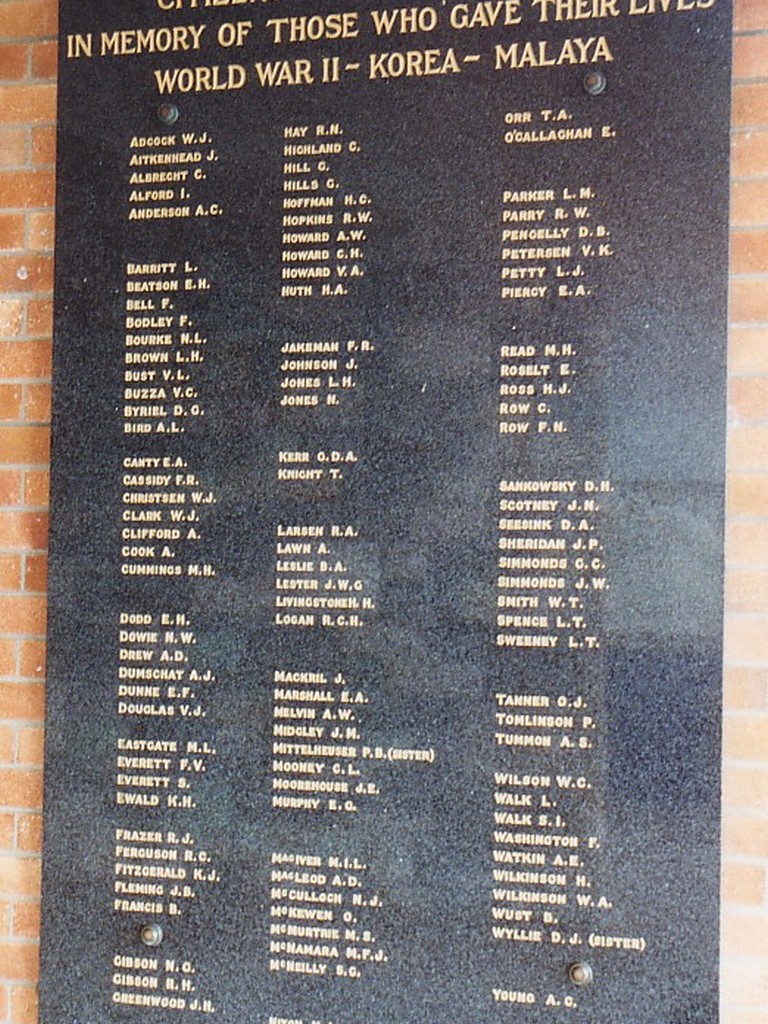 IN MEMORY OF THOSE WHO GAVE THEIR LIVES
WORLD WAR II - KOREA - MALAYA
ADCOCK W.J.
AITKENHEAD J.
ALBRECHT C.
ALFORD I.
ANDERSON A.C.
BARRITT L.
BEATSON E.H.
BELL F.
BODLEY F.
BOURKE N.L.
BROWN L.H.
BUST V.L.
BUZZA V.C.
BYRIEL D.G.
BIRD A.L.
CANTY E.A.
CASSIDY F.R.
CHRISTSEN W.J.
CLARK W.J.
CLIFFORD A.
COOK A.
CUMMINGS M.H.
DODD E.H.
DOWIE N.W.
DREW A.D.
DUMSCHAT A.J.
DUNNE E.F.
DOUGLAS V.J.
EASTGATE M.L.
EVERETT F.V.
EVERETT S.
EWALD K.H.
FRAZER R.J.
FERGUSON R.C.
FITZGERALD K.J.
FLEMING J.B.
FRANCIS B.
GIBSON N.G.
GIBSON R.H.
GREENWOOD J.H.
HAY R.N.
HIGHLAND C.
HILL G.
HILLS G.
HOFFMAN H.C.
HOPKINS R.W.
HOWARD A.W.
HOWARD C.H.
HOWARD V.A.
HUTH H.A.
JAKEMAN F.R.
JOHNSON J.
JONES L.H.
JONES N.
KERR O.D.A.
KNIGHT T.
LARSEN R.A.
LAWN A.
LESLIE B.A.
LESTER J.W.G
LIVINGSTONE H.H.
LOGAN R.C.H.
MACKRIL J.
MARSHALL E.A.
MELVIN A.W.
MIDGLEY J.M.
MITTELHEUSER P.B. (SISTER)
MOONEY C.L.
MOOREHOUSE J.E.
MURPHY E.G.
MACIVER M.I.L.
MACLEOD A.D.
MCCULLOCH N.J.
MCKEWEN O.
MCMURTRIE M.S.
MCNAMARA M.F.J.
MCNEILLY S.G.
ORR T.A.
O'CALLAGHAN E.
PARKER L.M.
PARRY R.W.
PENGELLY D.B.
PETERSEN V.K.
PETTY L.J.
PIERCY E.A.
READ M.H.
ROSELT E.
ROSS H.J.
ROW C.
ROW F.N.
SANKOWSKY D.H.
SCOTNEY J.N.
SEESINK D.A.
SHERIDAN J.P.
SIMMONDS C.C.
SIMMONDS J.W.
SMITH W.T.
SPENCE L.T.
SWEENEY L.T.
TANNER O.J.
TOMLINSON P.
TUMMON A.S.
WILSON W.C.
WALK L.
WALK S.I.
WASHINGTON F.
WATKIN A.E.
WILKINSON H.
WILKINSON W.A.
WUST B.
WYLLIE D.J. (SISTER)
YOUNG A.C.